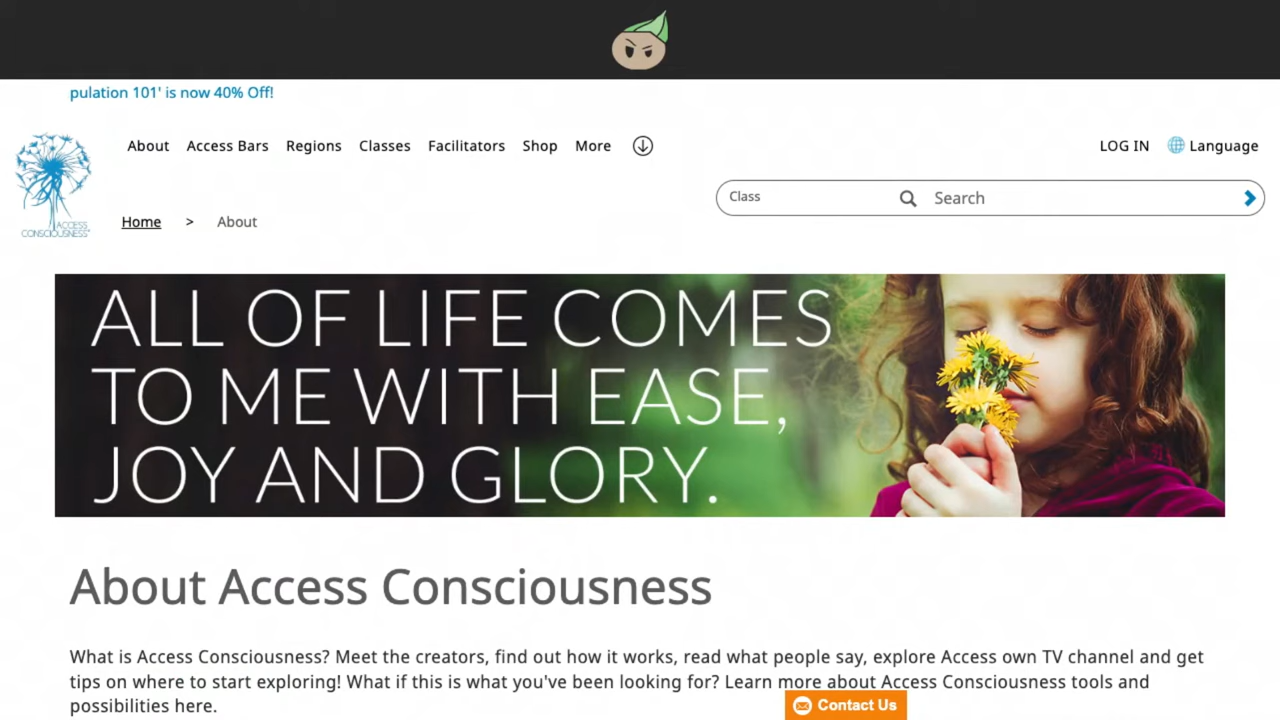 pulation 101' is now 40% Off!
About Access Bars Regions Classes Facilitators Shop More
LOG IN Language
Class Search
ACCESS
CONSCIOUSNESS
Home > About
ALL OF LIFE COMES
TO ME WITH EASE,
JOY AND GLORY.
About Access Consciousness
What is Access Consciousness? Meet the creators, find out how it works, read what people say, explore Access own TV channel and get
tips on where to start exploring! What if this is what you've been looking for? Learn more about Access Consciousness tools and
possibilities here.
Contact Us